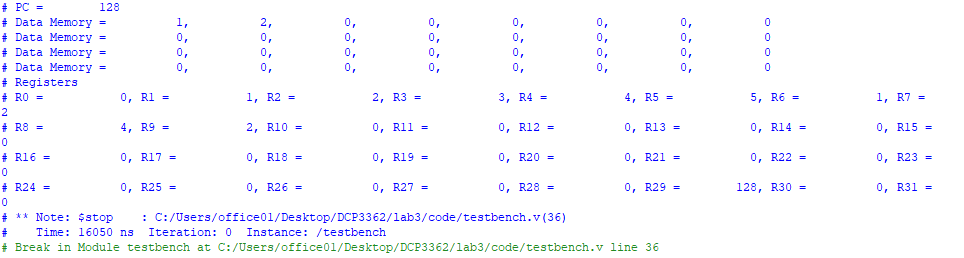 # PC =        128
# Data Memory =          1,          2,          0,          0,          0,          0,          0,          0
# Data Memory =          0,          0,          0,          0,          0,          0,          0,          0
# Data Memory =          0,          0,          0,          0,          0,          0,          0,          0
# Data Memory =          0,          0,          0,          0,          0,          0,          0,          0
# Registers
# R0 =          0, R1 =          1, R2 =          2, R3 =          3, R4 =          4, R5 =          5, R6 =          1, R7 =
2
# R8 =          4, R9 =          2, R10 =          0, R11 =          0, R12 =          0, R13 =          0, R14 =          0, R15 =
0
# R16 =          0, R17 =          0, R18 =          0, R19 =          0, R20 =          0, R21 =          0, R22 =          0, R23 =
0
# R24 =          0, R25 =          0, R26 =          0, R27 =          0, R28 =          0, R29 =        128, R30 =          0, R31 =
0
# ** Note: $stop    : C:/Users/office01/Desktop/DCP3362/lab3/code/testbench.v(36)
#    Time: 16050 ns  Iteration: 0  Instance: /testbench
# Break in Module testbench at C:/Users/office01/Desktop/DCP3362/lab3/code/testbench.v line 36